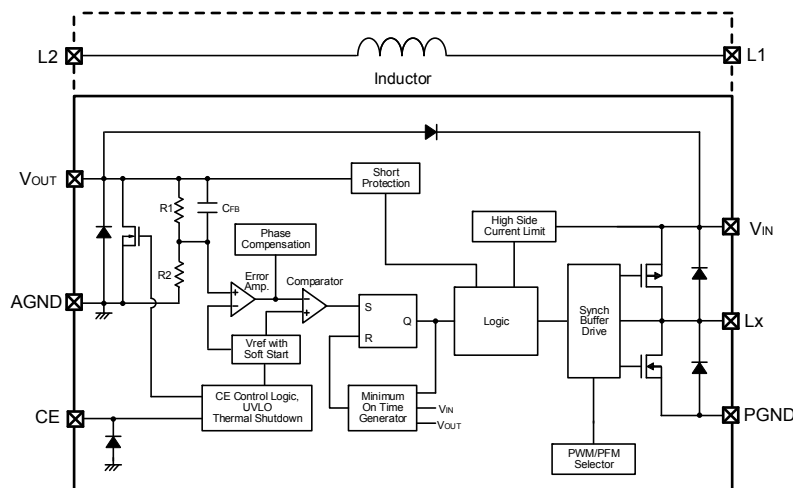 L2
L1
Inductor
VOUT
Short
Protection
R1
CFB
High Side
Current Limit
VIN
Phase
Compensation
R2
Error
Amp.
Comparator
AGND
S
Q
R
Logic
Synch
Buffer
Drive
Lx
Vref with
Soft Start
CE Control Logic,
UVLO
Thermal Shutdown
Minimum
On Time
Generator
VIN
VOUT
CE
PGND
PWM/PFM
Selector